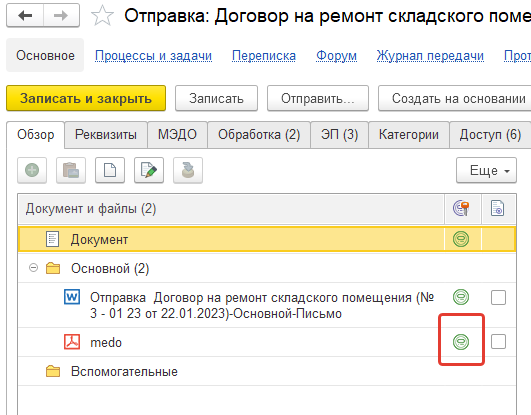 Отправка: Договор на ремонт складского поме
Основное Процессы и задачи Переписка Форум Журнал передачи Прот
Записать и закрыть Записать Отправить... Создать на основании
Обзор Реквизиты МЭДО Обработка (2) ЭП (3) Категории Доступ (6)
Еще
Документ и файлы (2)
Документ
Основной (2)
Отправка Договор на ремонт складского помещения (№
3 - 01 23 от 22.01.2023)-Основной-Письмо
medo
Вспомогательные